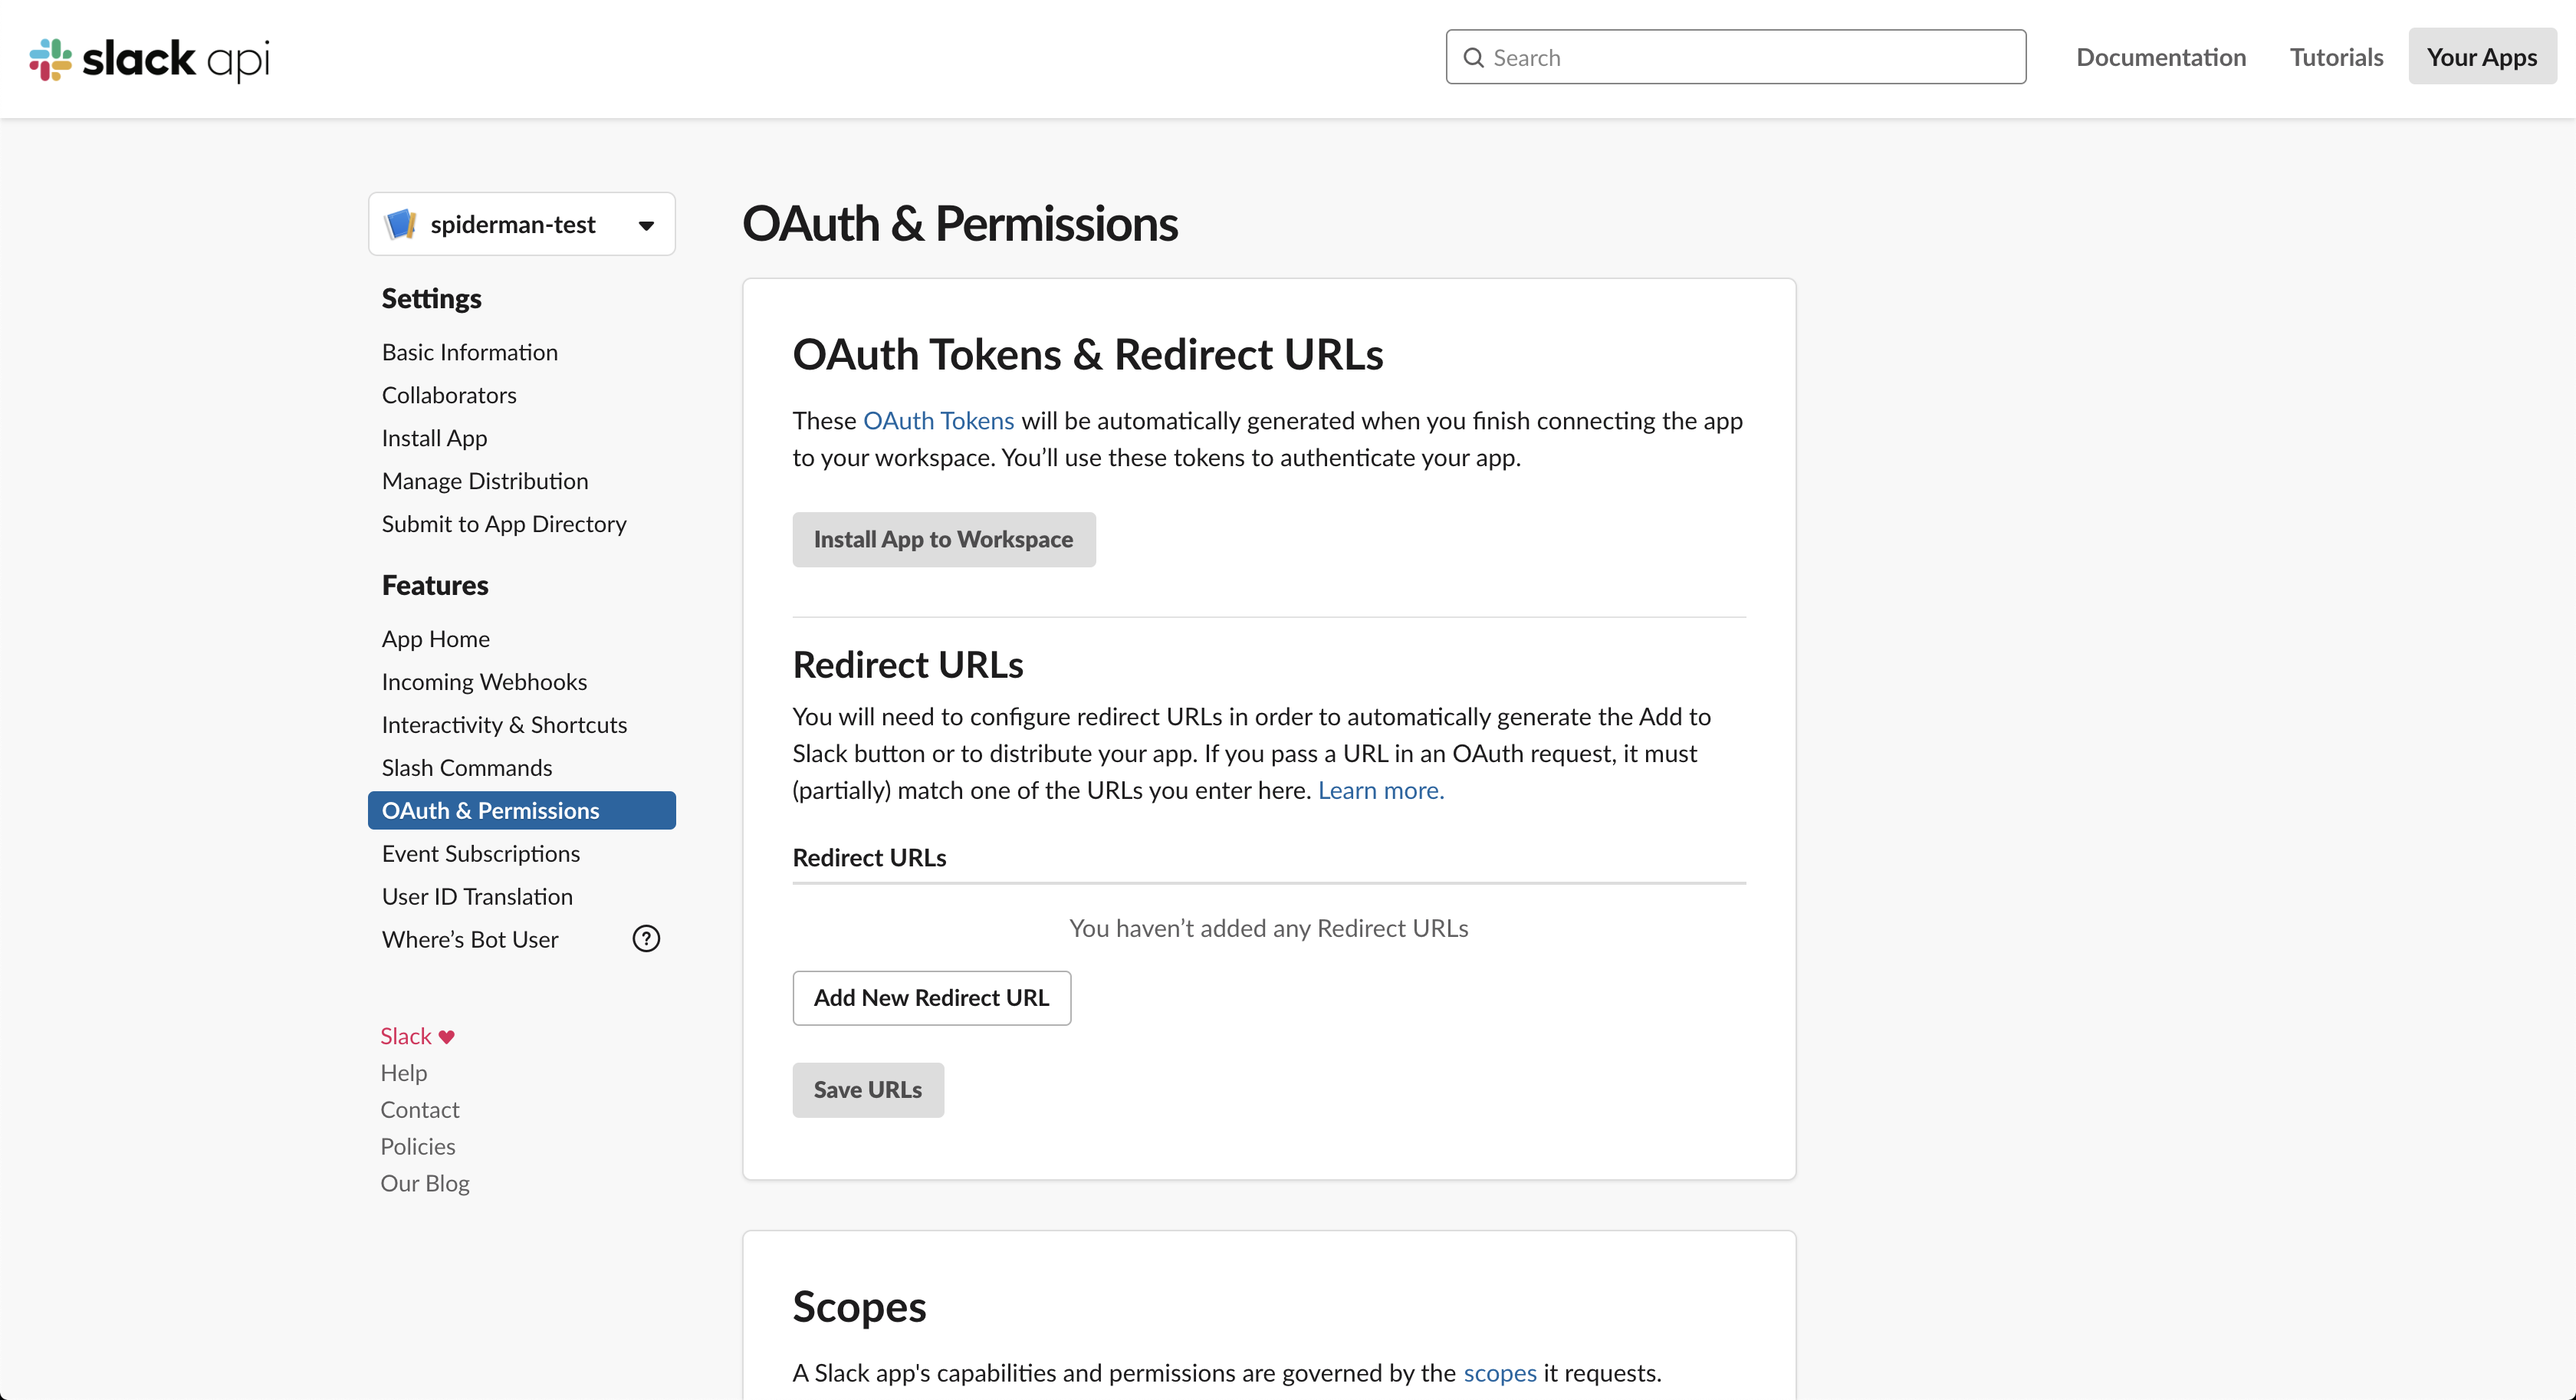 slack api
Search
Documentation
Tutorials
Your Apps
spiderman-test
Settings
Basic Information
Collaborators
Install App
Manage Distribution
Submit to App Directory
Features
App Home
Incoming Webhooks
Interactivity & Shortcuts
Slash Commands
OAuth & Permissions
Event Subscriptions
User ID Translation
Where’s Bot User
?
Slack ♥
Help
Contact
Policies
Our Blog
OAuth & Permissions
OAuth Tokens & Redirect URLs
These OAuth Tokens will be automatically generated when you finish connecting the app
to your workspace. You’ll use these tokens to authenticate your app.
Install App to Workspace
Redirect URLs
You will need to configure redirect URLs in order to automatically generate the Add to
Slack button or to distribute your app. If you pass a URL in an OAuth request, it must
(partially) match one of the URLs you enter here. Learn more.
Redirect URLs
You haven’t added any Redirect URLs
Add New Redirect URL
Save URLs
Scopes
A Slack app's capabilities and permissions are governed by the scopes it requests.